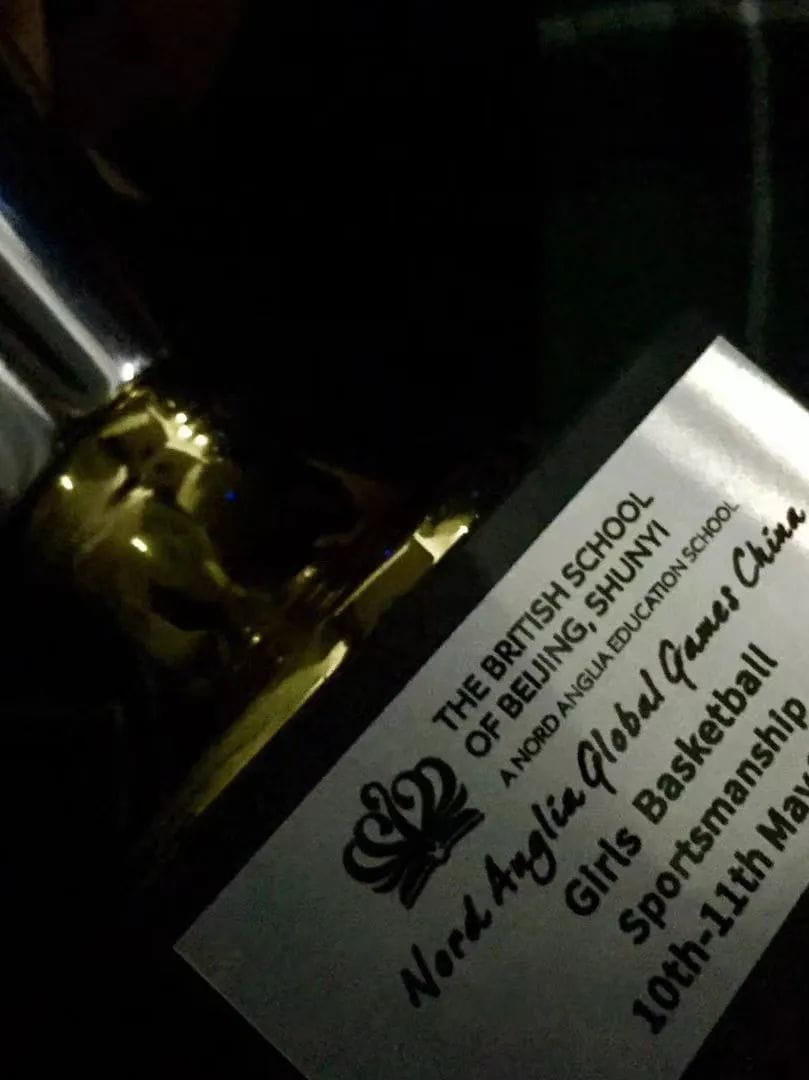 THE BRITISH SCHOOL
OF BEIJING, SHUNYI
A NORD ANGLIA EDUCATION SCHOOL
Nord Anglia Global Games China
Girls Basketball
Sportsmanship
10th-11th May